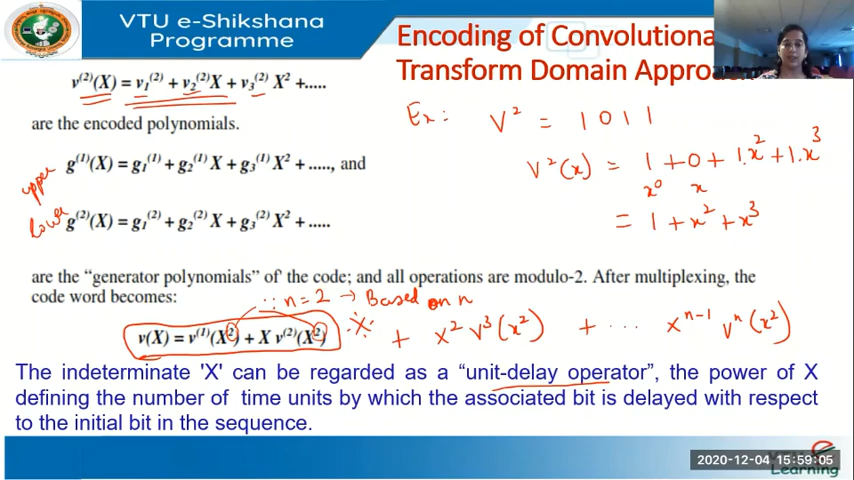 VTU e-Shikshana
Programme
Encoding of Convolutional
Transform Domain Approa
v⁽²⁾(X) = v₁⁽²⁾ + v₂⁽²⁾X + v₃⁽²⁾ X² +.....
are the encoded polynomials.
upper g⁽¹⁾(X) = g₁⁽¹⁾ + g₂⁽¹⁾ X + g₃⁽¹⁾ X² + ....., and
lower g⁽²⁾(X) = g₁⁽²⁾ + g₂⁽²⁾ X + g₃⁽²⁾ X² + .....
Ex: V² = 1 0 1 1
V²(x) = 1 + 0 + 1.x² + 1.x³
x⁰ x
= 1 + x² + x³
are the “generator polynomials” of the code; and all operations are modulo-2. After multiplexing, the
code word becomes:
∵ n = 2 → Based on n
v(X) = v⁽¹⁾(X²) + X v⁽²⁾(X²) + x² v³(x²) + ... xⁿ⁻¹ vⁿ(x²)
The indeterminate 'X' can be regarded as a “unit-delay operator”, the power of X
defining the number of time units by which the associated bit is delayed with respect
to the initial bit in the sequence.
2020-12-04 15:59:05
Learning